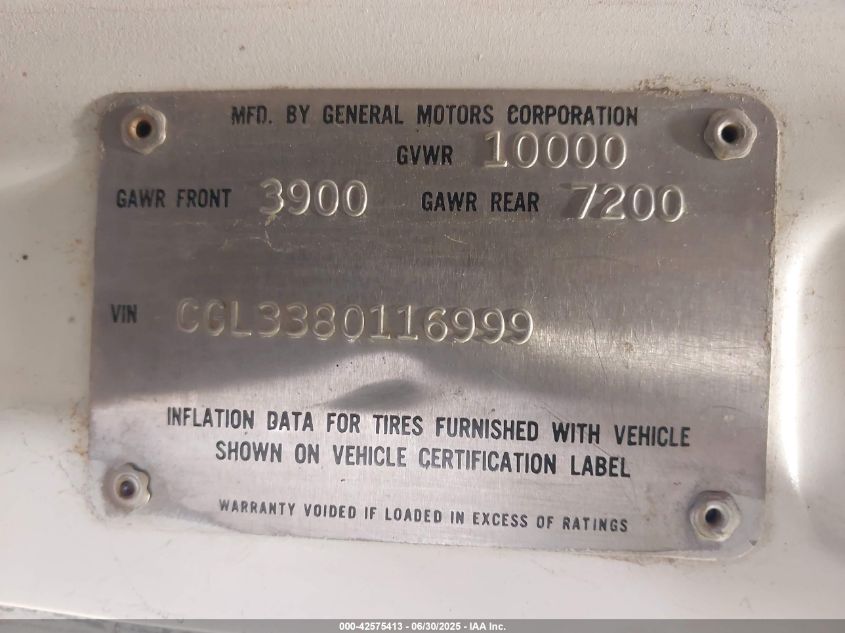 MFD. BY GENERAL MOTORS CORPORATION
GVWR 10000
GAWR FRONT 3900 GAWR REAR 7200
VIN CGL3380116999
INFLATION DATA FOR TIRES FURNISHED WITH VEHICLE
SHOWN ON VEHICLE CERTIFICATION LABEL
WARRANTY VOIDED IF LOADED IN EXCESS OF RATINGS
000-42575413 - 06/30/2025 - IAA Inc.